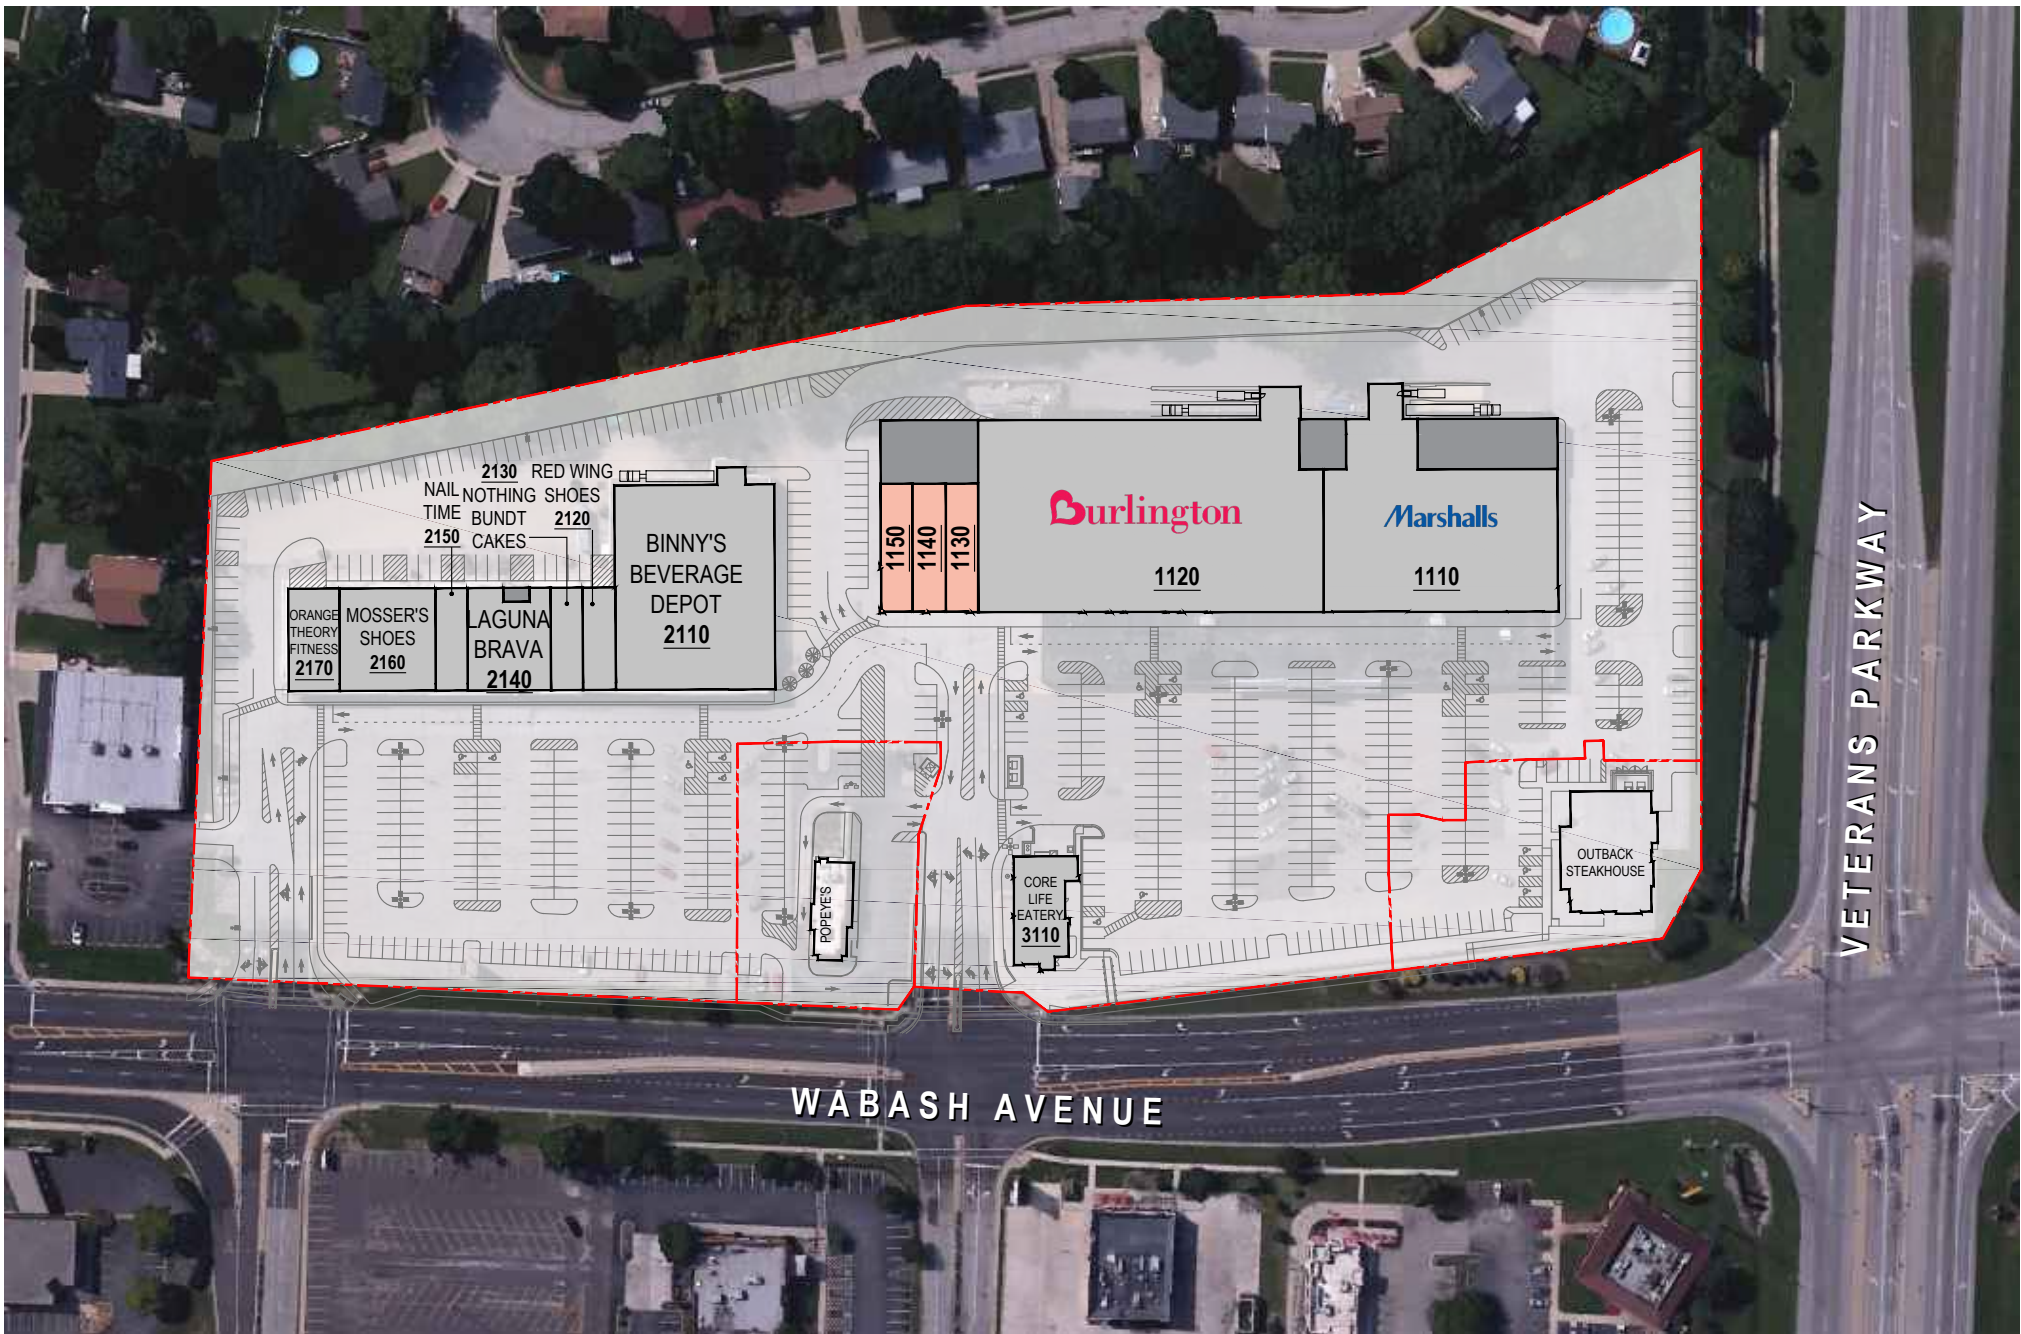 2130 RED WING
NAIL NOTHING SHOES
TIME BUNDT 2120
2150 CAKES
BINNY'S
BEVERAGE
DEPOT
2110
ORANGE
THEORY
FITNESS
2170
MOSSER'S
SHOES
2160
LAGUNA
BRAVA
2140
1150
1140
1130
Burlington
1120
Marshalls
1110
POPEYE'S
CORE
LIFE
EATERY
3110
OUTBACK
STEAKHOUSE
VETERANS PARKWAY
WABASH AVENUE